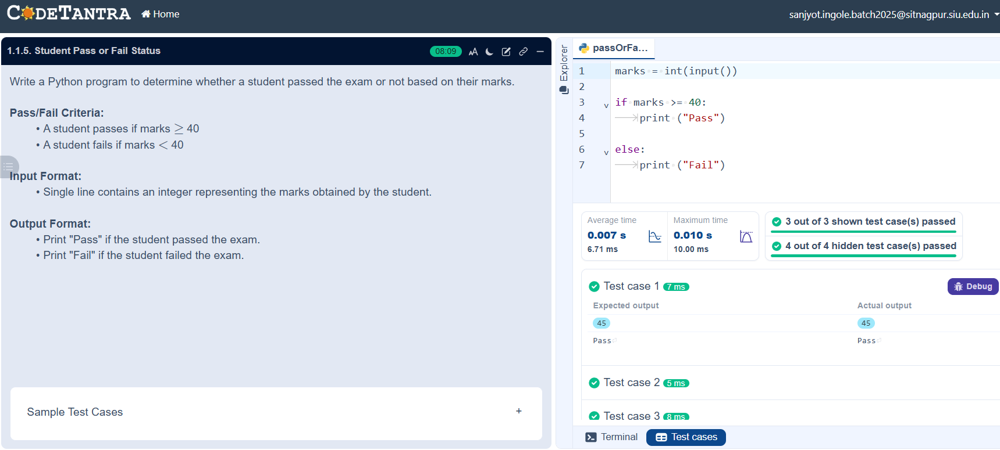 CODETANTRA Home sanjyot.ingole.batch2025@sitnagpur.siu.edu.in
1.1.5. Student Pass or Fail Status 08:09 AA
Write a Python program to determine whether a student passed the exam or not based on their marks.
Pass/Fail Criteria:
• A student passes if marks ≥ 40
• A student fails if marks < 40
Input Format:
• Single line contains an integer representing the marks obtained by the student.
Output Format:
• Print "Pass" if the student passed the exam.
• Print "Fail" if the student failed the exam.
Sample Test Cases +
Explorer
passOrFa...
1 marks = int(input())
2
3 if marks >= 40:
4 print ("Pass")
5
6 else:
7 print ("Fail")
Average time
0.007 s
6.71 ms
Maximum time
0.010 s
10.00 ms
3 out of 3 shown test case(s) passed
4 out of 4 hidden test case(s) passed
Test case 1 7 ms Debug
Expected output Actual output
45 45
Pass Pass
Test case 2 5 ms
Test case 3 8 ms
Terminal Test cases